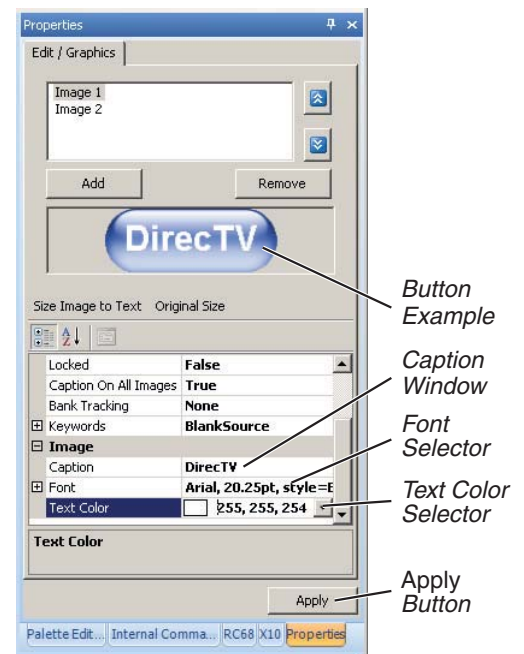 Properties
Edit / Graphics
Image 1
Image 2
Add Remove
DirecTV
Button
Example
Size Image to Text Original Size
Locked False
Caption On All Images True
Bank Tracking None
Keywords BlankSource
Image
Caption DirecTV
Font Arial, 20.25pt, style=B
Text Color 255, 255, 254
Caption
Window
Font
Selector
Text Color
Selector
Text Color
Apply
Apply
Button
Palette Edit... Internal Comma... RC68 X10 Properties